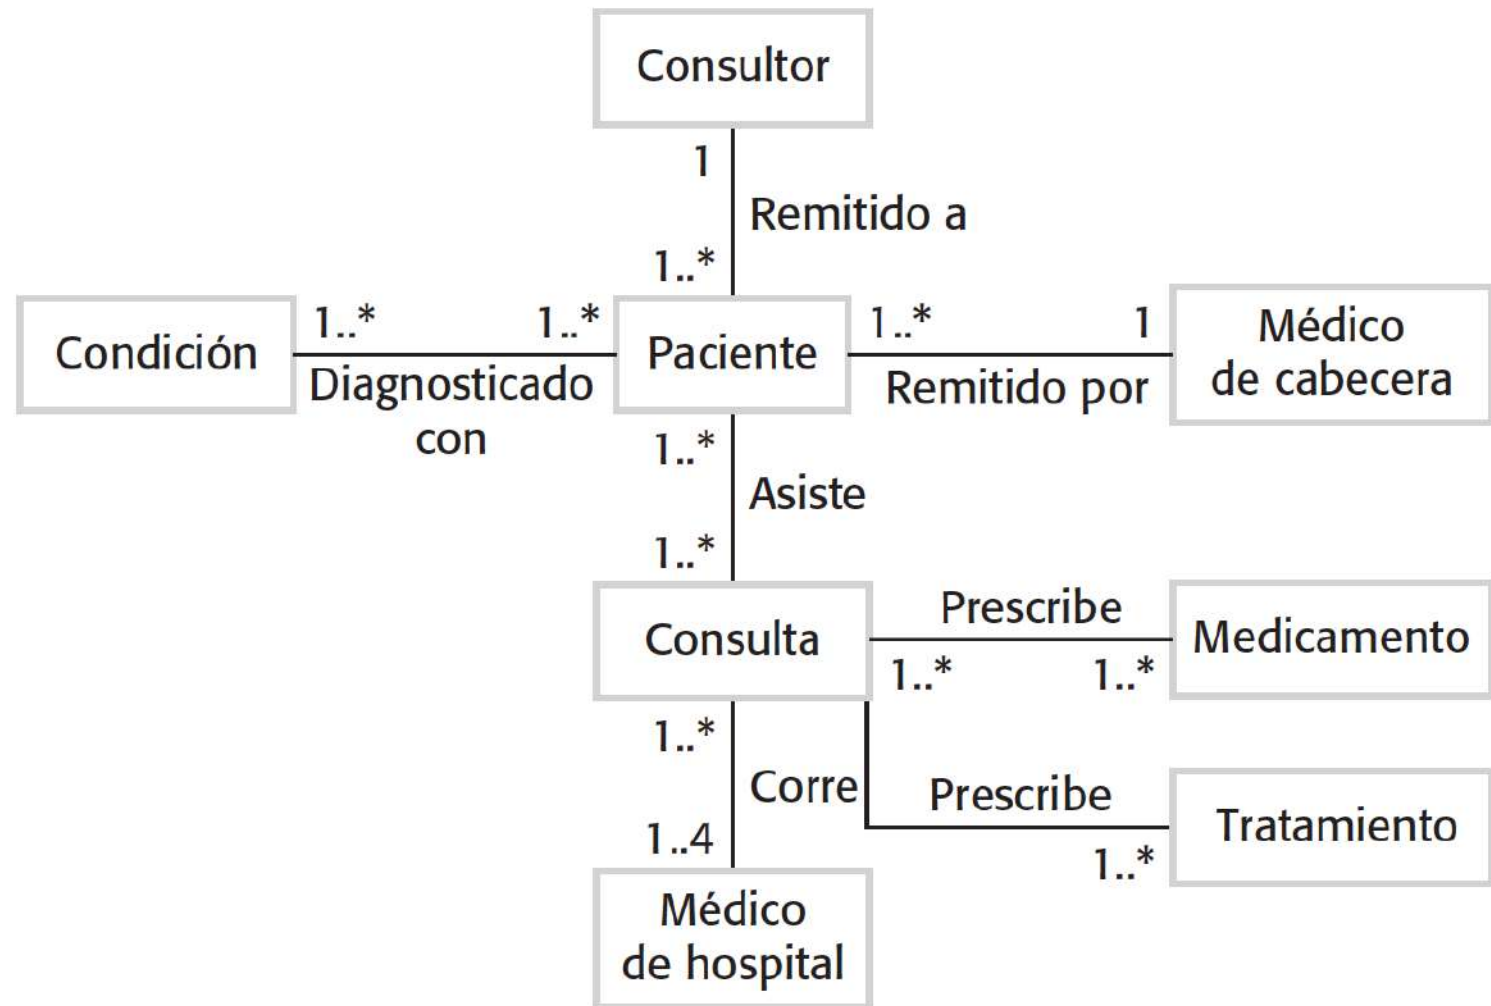 Consultor
1
Remitido a
1..*
Condición
1..*
1..*
Diagnosticado
con
Paciente
1..*
1
Remitido por
Médico
de cabecera
1..*
Asiste
1..*
Consulta
Prescribe
1..*
1..*
Medicamento
1..*
Corre
1..4
Prescribe
1..*
Tratamiento
Médico
de hospital